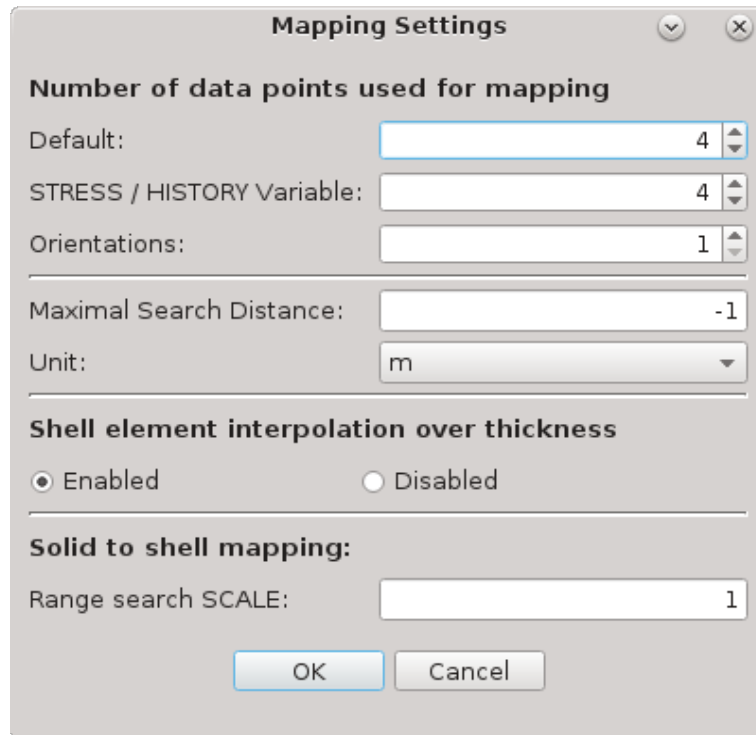 Mapping Settings
Number of data points used for mapping
Default: 4
STRESS / HISTORY Variable: 4
Orientations: 1
Maximal Search Distance: -1
Unit: m
Shell element interpolation over thickness
Enabled Disabled
Solid to shell mapping:
Range search SCALE: 1
OK Cancel